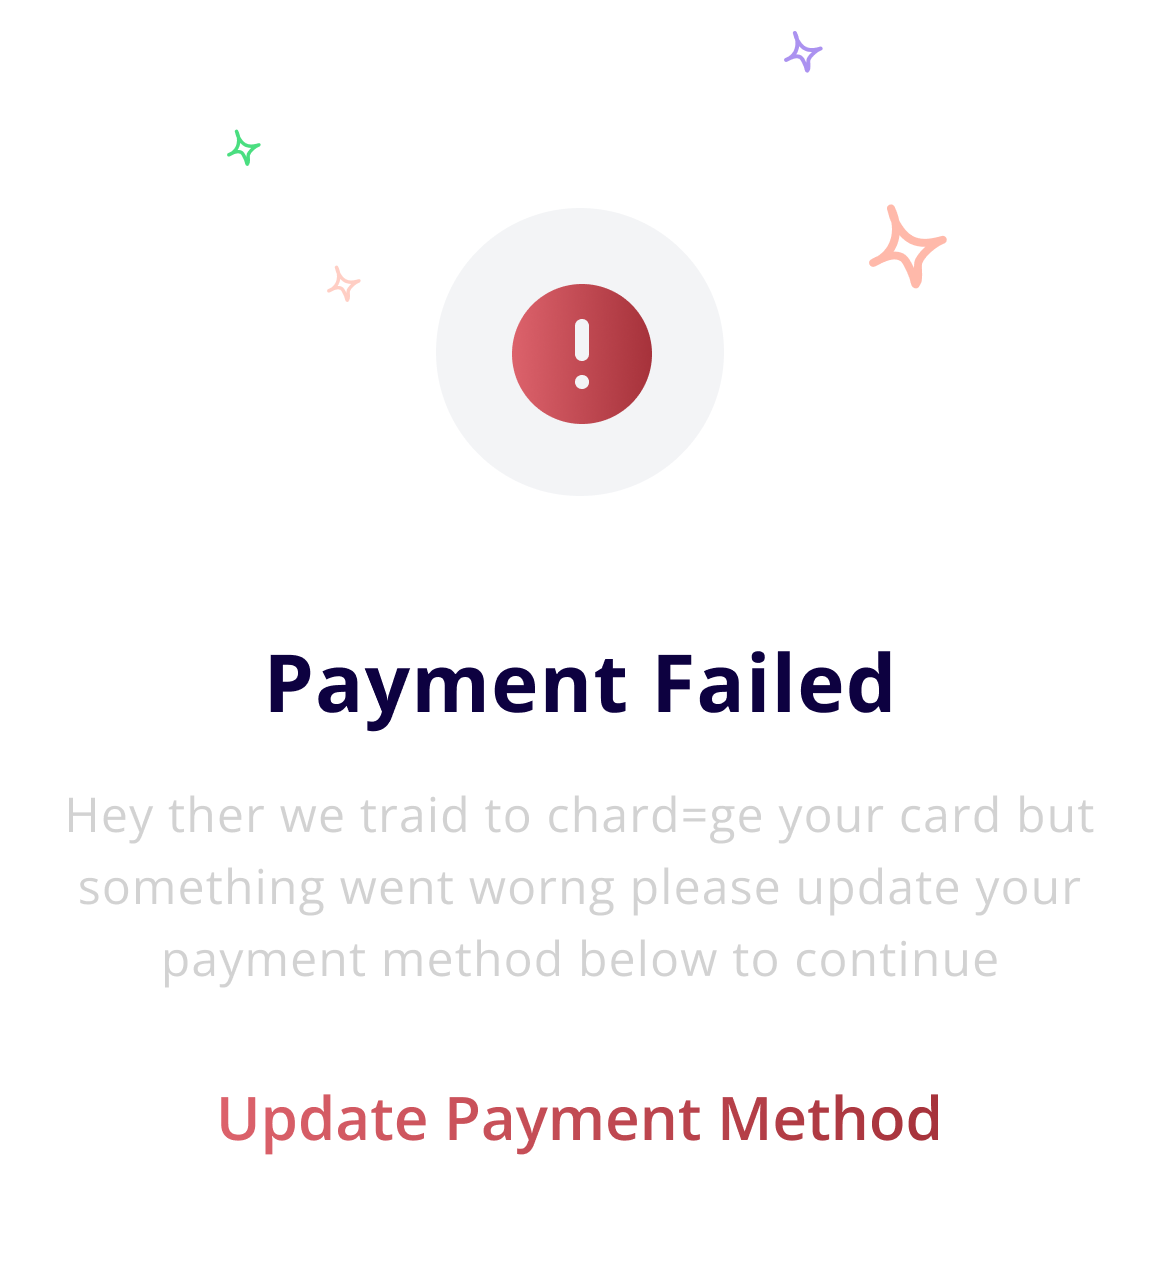 Payment Failed
Hey ther we traid to chard=ge your card but
something went worng please update your
payment method below to continue
Update Payment Method